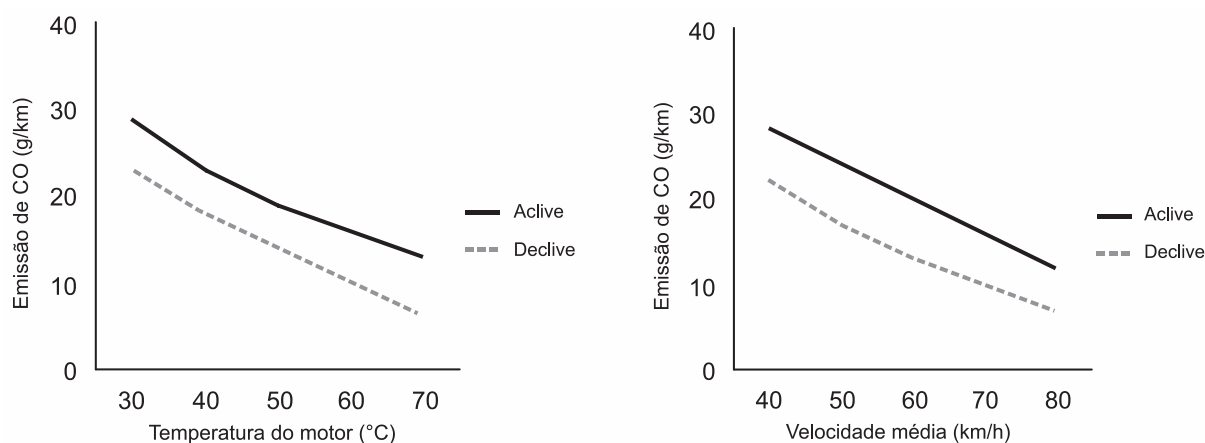 40
30
20
10
0
Emissão de CO (g/km)
30 40 50 60 70
Temperatura do motor (°C)
Aclive
Declive
40
30
20
10
0
Emissão de CO (g/km)
40 50 60 70 80
Velocidade média (km/h)
Aclive
Declive